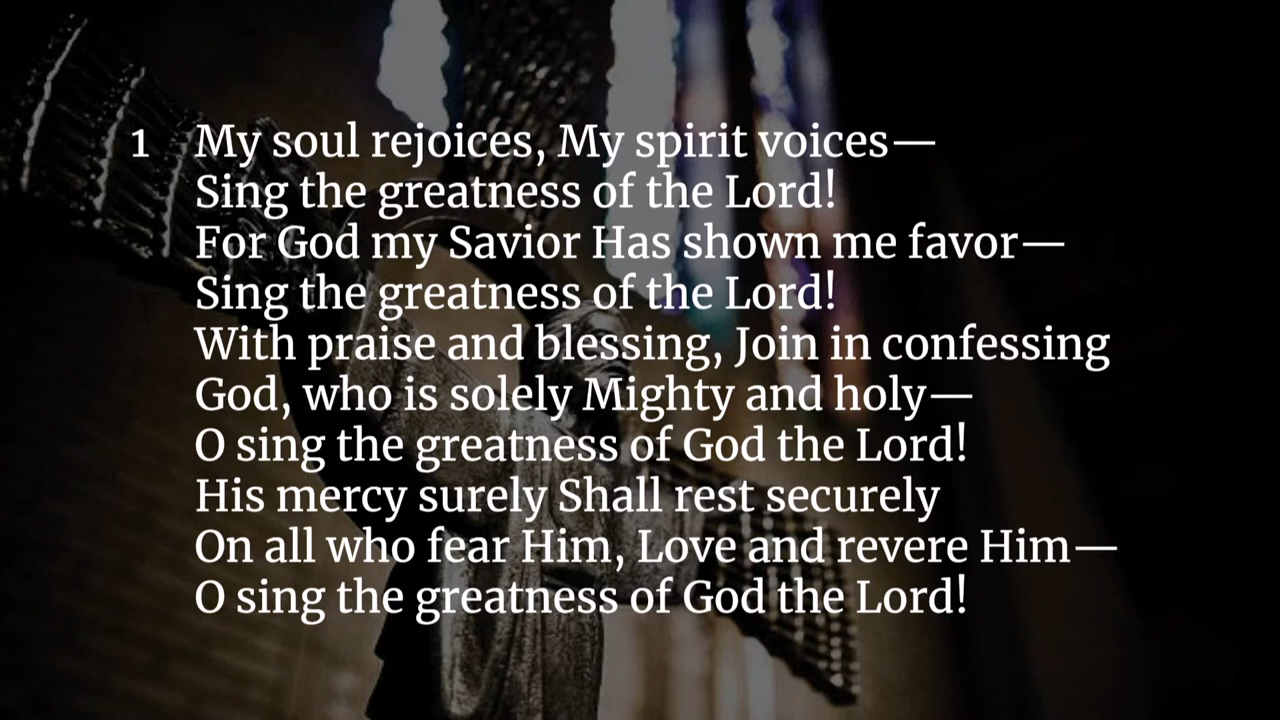 1 My soul rejoices, My spirit voices—
Sing the greatness of the Lord!
For God my Savior Has shown me favor—
Sing the greatness of the Lord!
With praise and blessing, Join in confessing
God, who is solely Mighty and holy—
O sing the greatness of God the Lord!
His mercy surely Shall rest securely
On all who fear Him, Love and revere Him—
O sing the greatness of God the Lord!